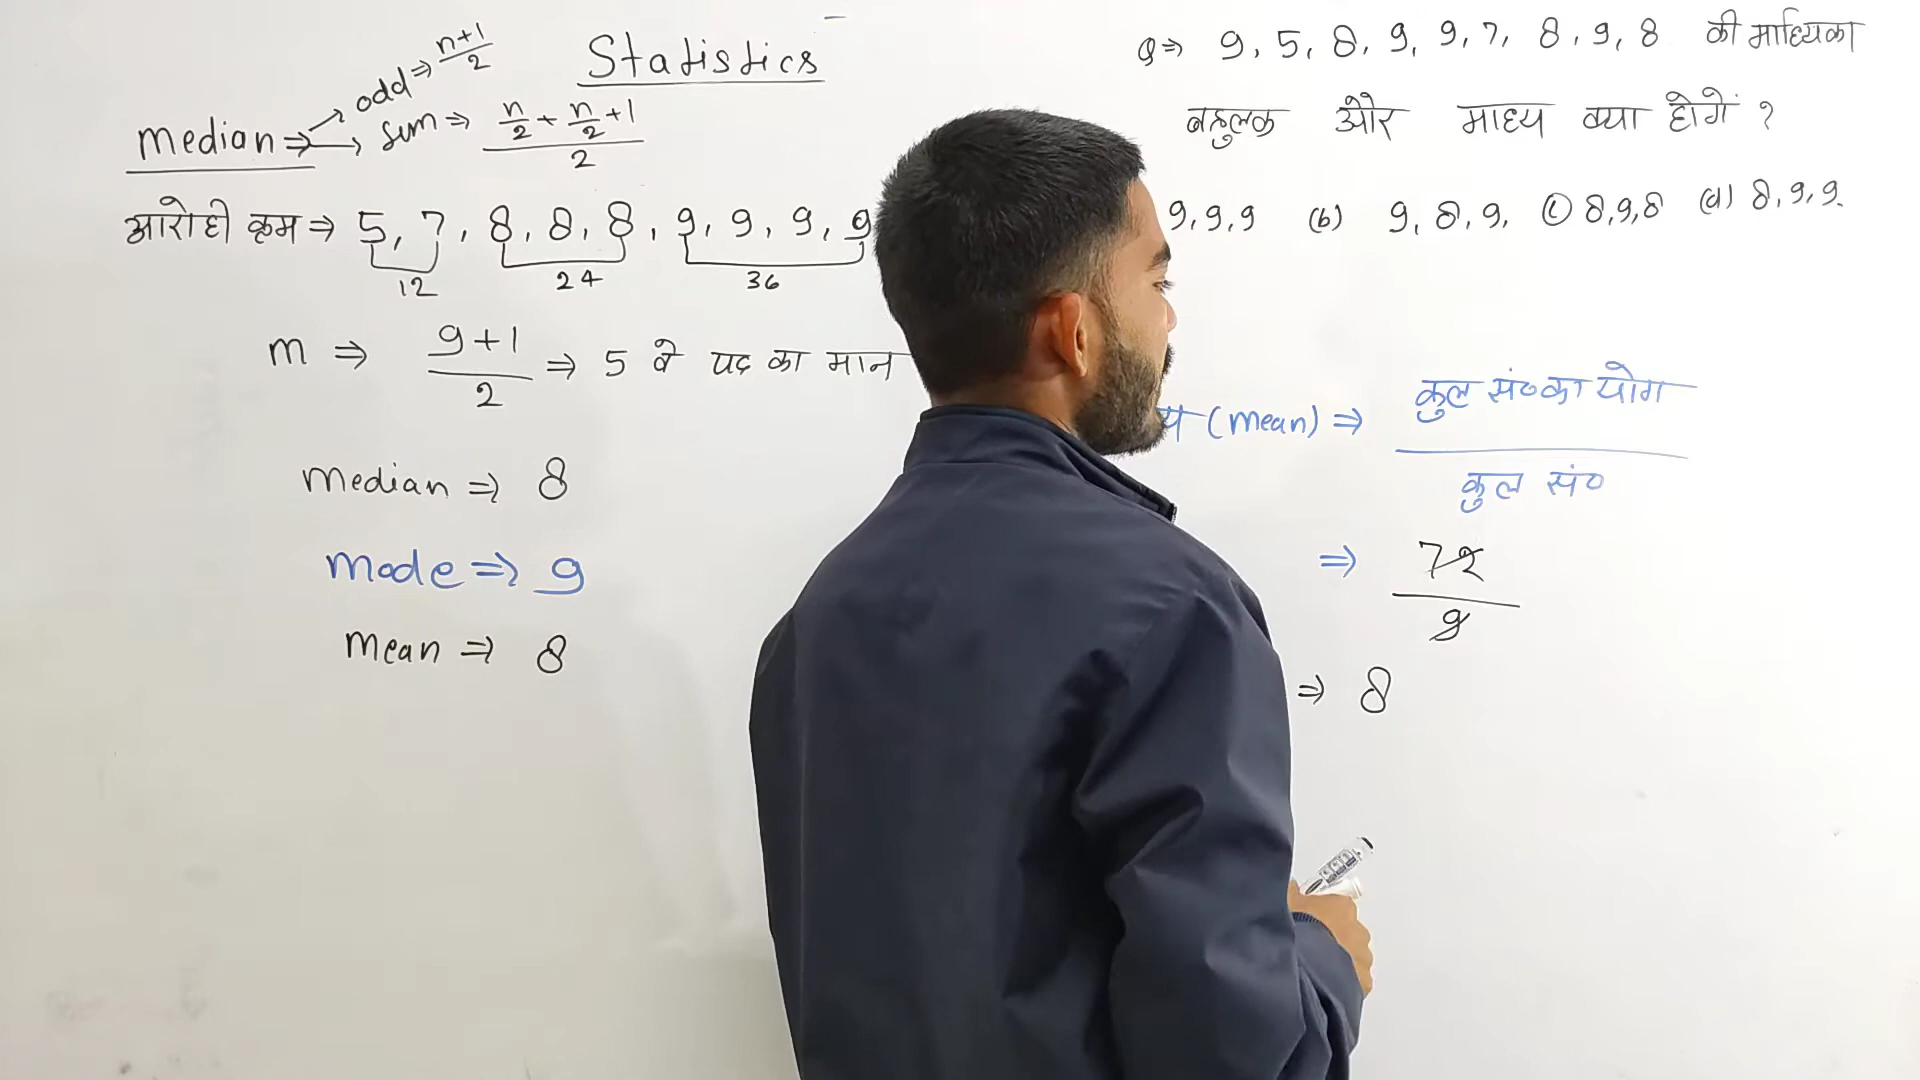 Statistics
Median ⇒ odd ⇒ n+1/2
sum ⇒ n/2 + n/2 + 1 / 2
आरोही क्रम ⇒ 5, 7, 8, 8, 8, 9, 9, 9, 9
12 24 36
m ⇒ 9+1/2 ⇒ 5 वे पद का मान
Median ⇒ 8
Mode ⇒ 9
Mean ⇒ 8
Q ⇒ 9, 5, 8, 9, 9, 7, 8, 9, 8 की माध्यिका
बहुलक और माध्य क्या होगें ?
9, 9, 9 (b) 9, 8, 9, (c) 8, 9, 8 (d) 8, 9, 9.
(Mean) ⇒ कुल सं० का योग / कुल सं०
⇒ 72/9
⇒ 8